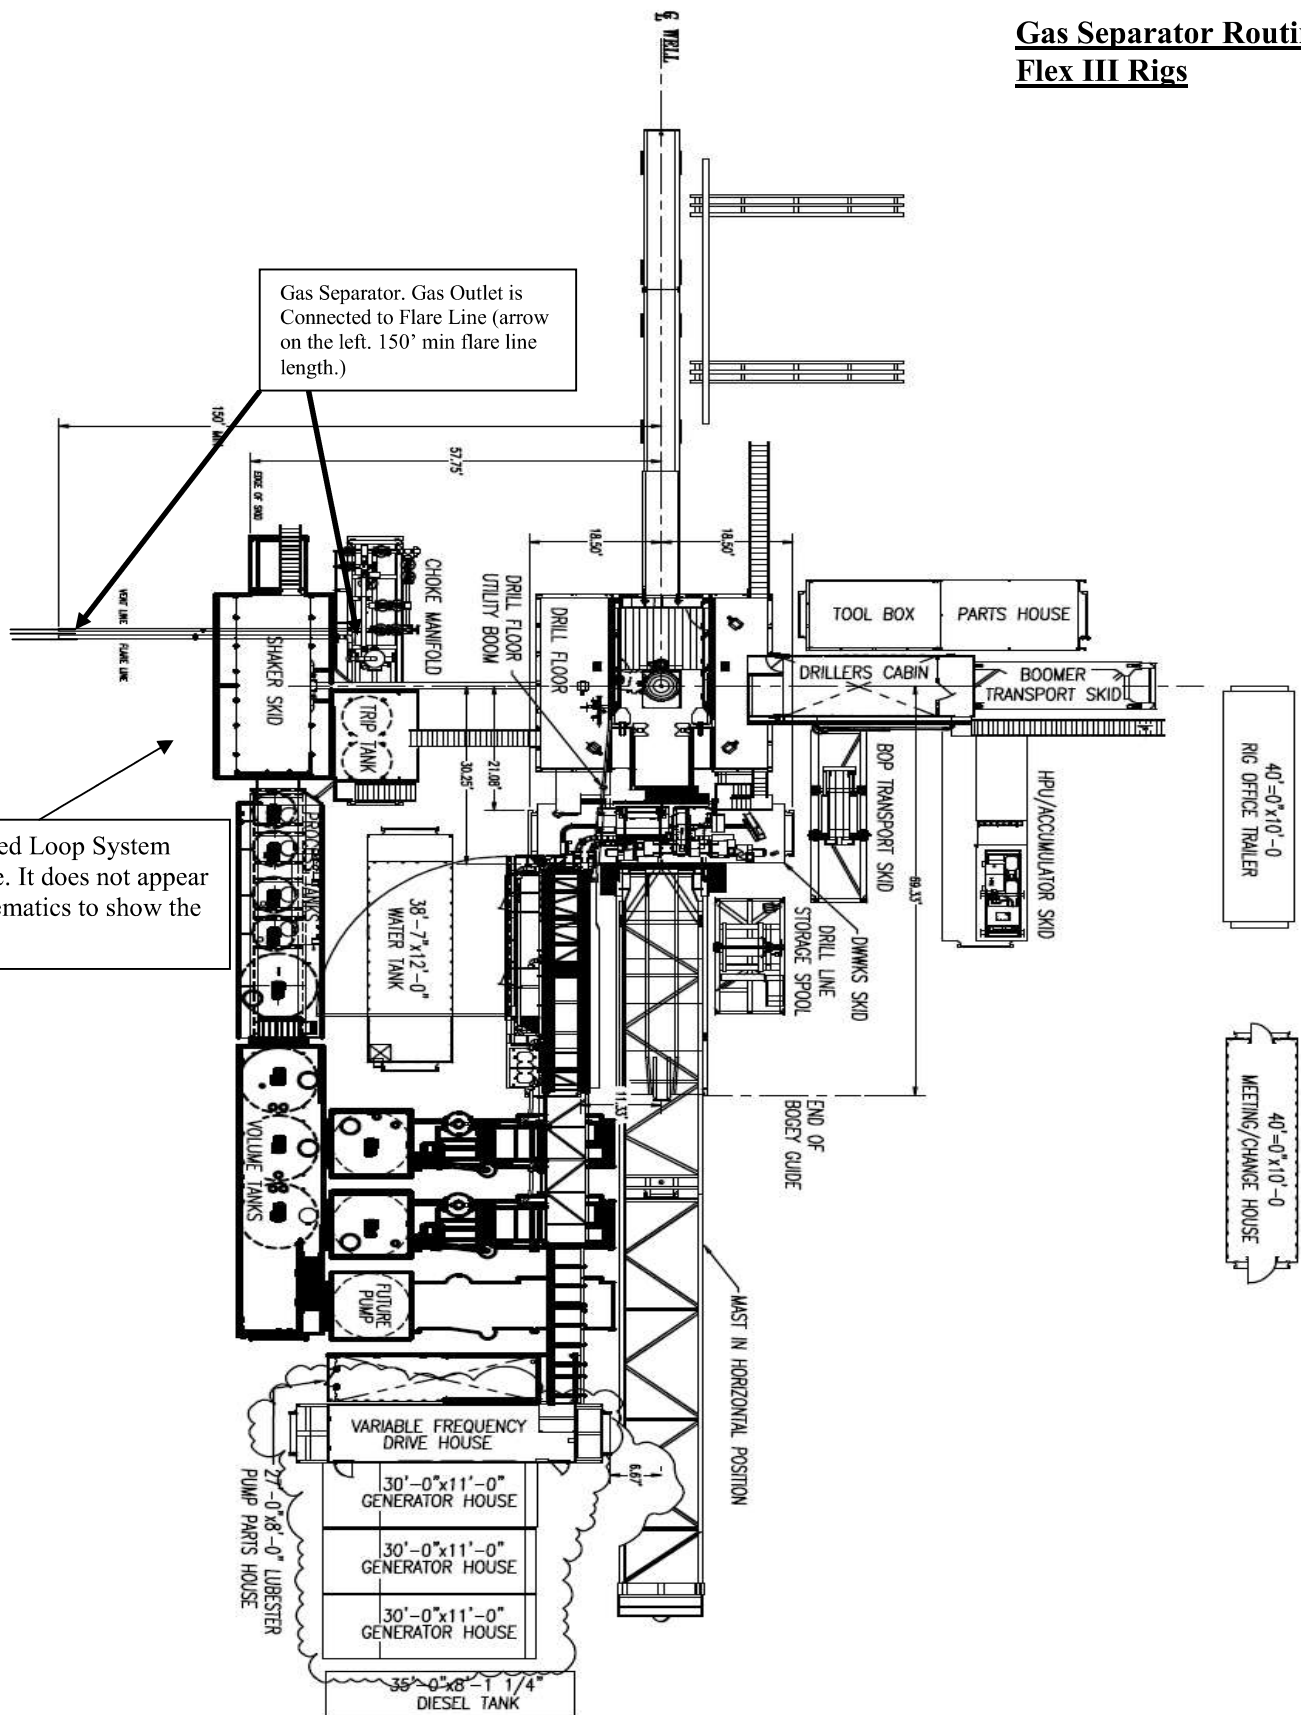 Gas Separator Routin
Flex III Rigs
℄ WELL
Gas Separator. Gas Outlet is
Connected to Flare Line (arrow
on the left. 150’ min flare line
length.)
150' MIN
57.75'
EDGE OF SKID
18.50'
18.50'
CHOKE MANIFOLD
DRILL FLOOR
UTILITY BOOM
DRILL FLOOR
TOOL BOX
PARTS HOUSE
DRILLERS CABIN
BOOMER
TRANSPORT SKID
VENT LINE
FLARE LINE
SHAKER SKID
TRIP TANK
30.25'
21.08'
BOP TRANSPORT SKID
HPU/ACCUMULATOR SKID
40'=0"x10'-0
RIG OFFICE TRAILER
69.33'
ed Loop System
e. It does not appear
ematics to show the
PROCESS TANKS
38'-7"x12'-0"
WATER TANK
DWWKS SKID
DRILL LINE
STORAGE SPOOL
11.33'
END OF
BOGEY GUIDE
40'=0"x10'-0
MEETING/CHANGE HOUSE
VOLUME TANKS
FUTURE
PUMP
MAST IN HORIZONTAL POSITION
VARIABLE FREQUENCY
DRIVE HOUSE
6.67'
27'-0"x8'-0" LUBESTER
PUMP PARTS HOUSE
30'-0"x11'-0"
GENERATOR HOUSE
30'-0"x11'-0"
GENERATOR HOUSE
30'-0"x11'-0"
GENERATOR HOUSE
35'-0"x8'-1 1/4"
DIESEL TANK